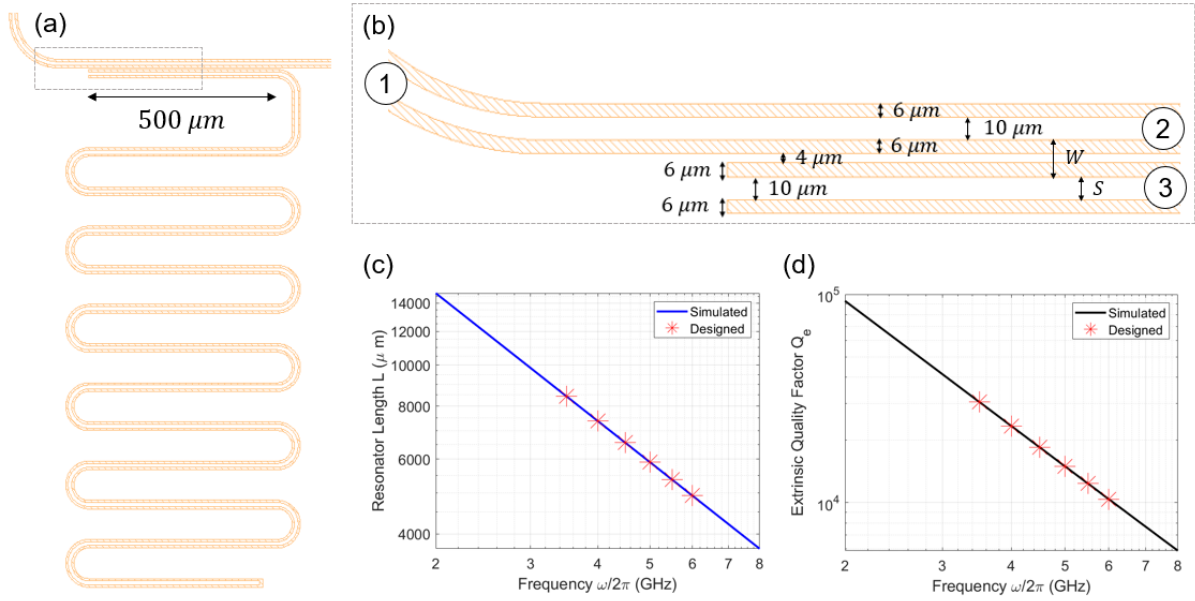 (a)
500 μm
(b)
1
6 μm
10 μm
2
6 μm
4 μm
W
6 μm
10 μm
S
3
6 μm
(c)
14000
12000
10000
8000
6000
4000
Resonator Length L (μ m)
Simulated
Designed
2 3 4 5 6 7 8
Frequency ω/2π (GHz)
(d)
10^5
10^4
Extrinsic Quality Factor Q_e
Simulated
Designed
2 3 4 5 6 7 8
Frequency ω/2π (GHz)